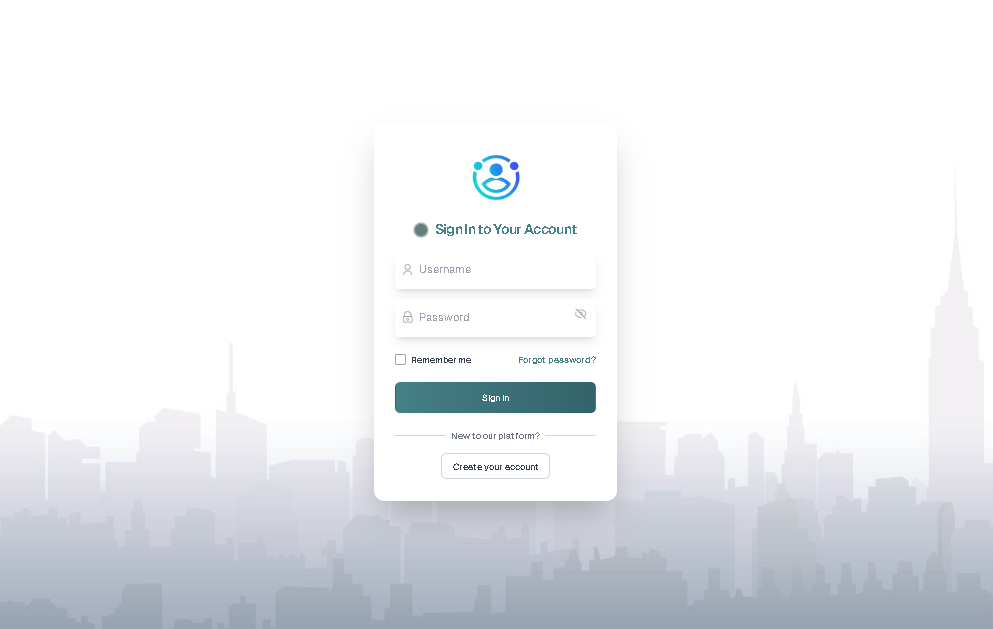 Sign In to Your Account
Username
Password
Remember me
Forgot password?
Sign in
New to our platform?
Create your account